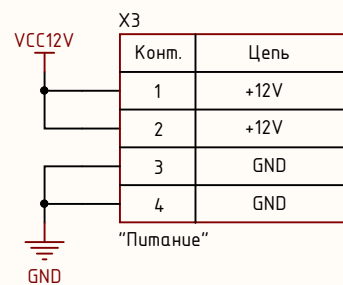 X3
VCC12V
Конт. Цепь
1 +12V
2 +12V
3 GND
4 GND
"Питание"
GND